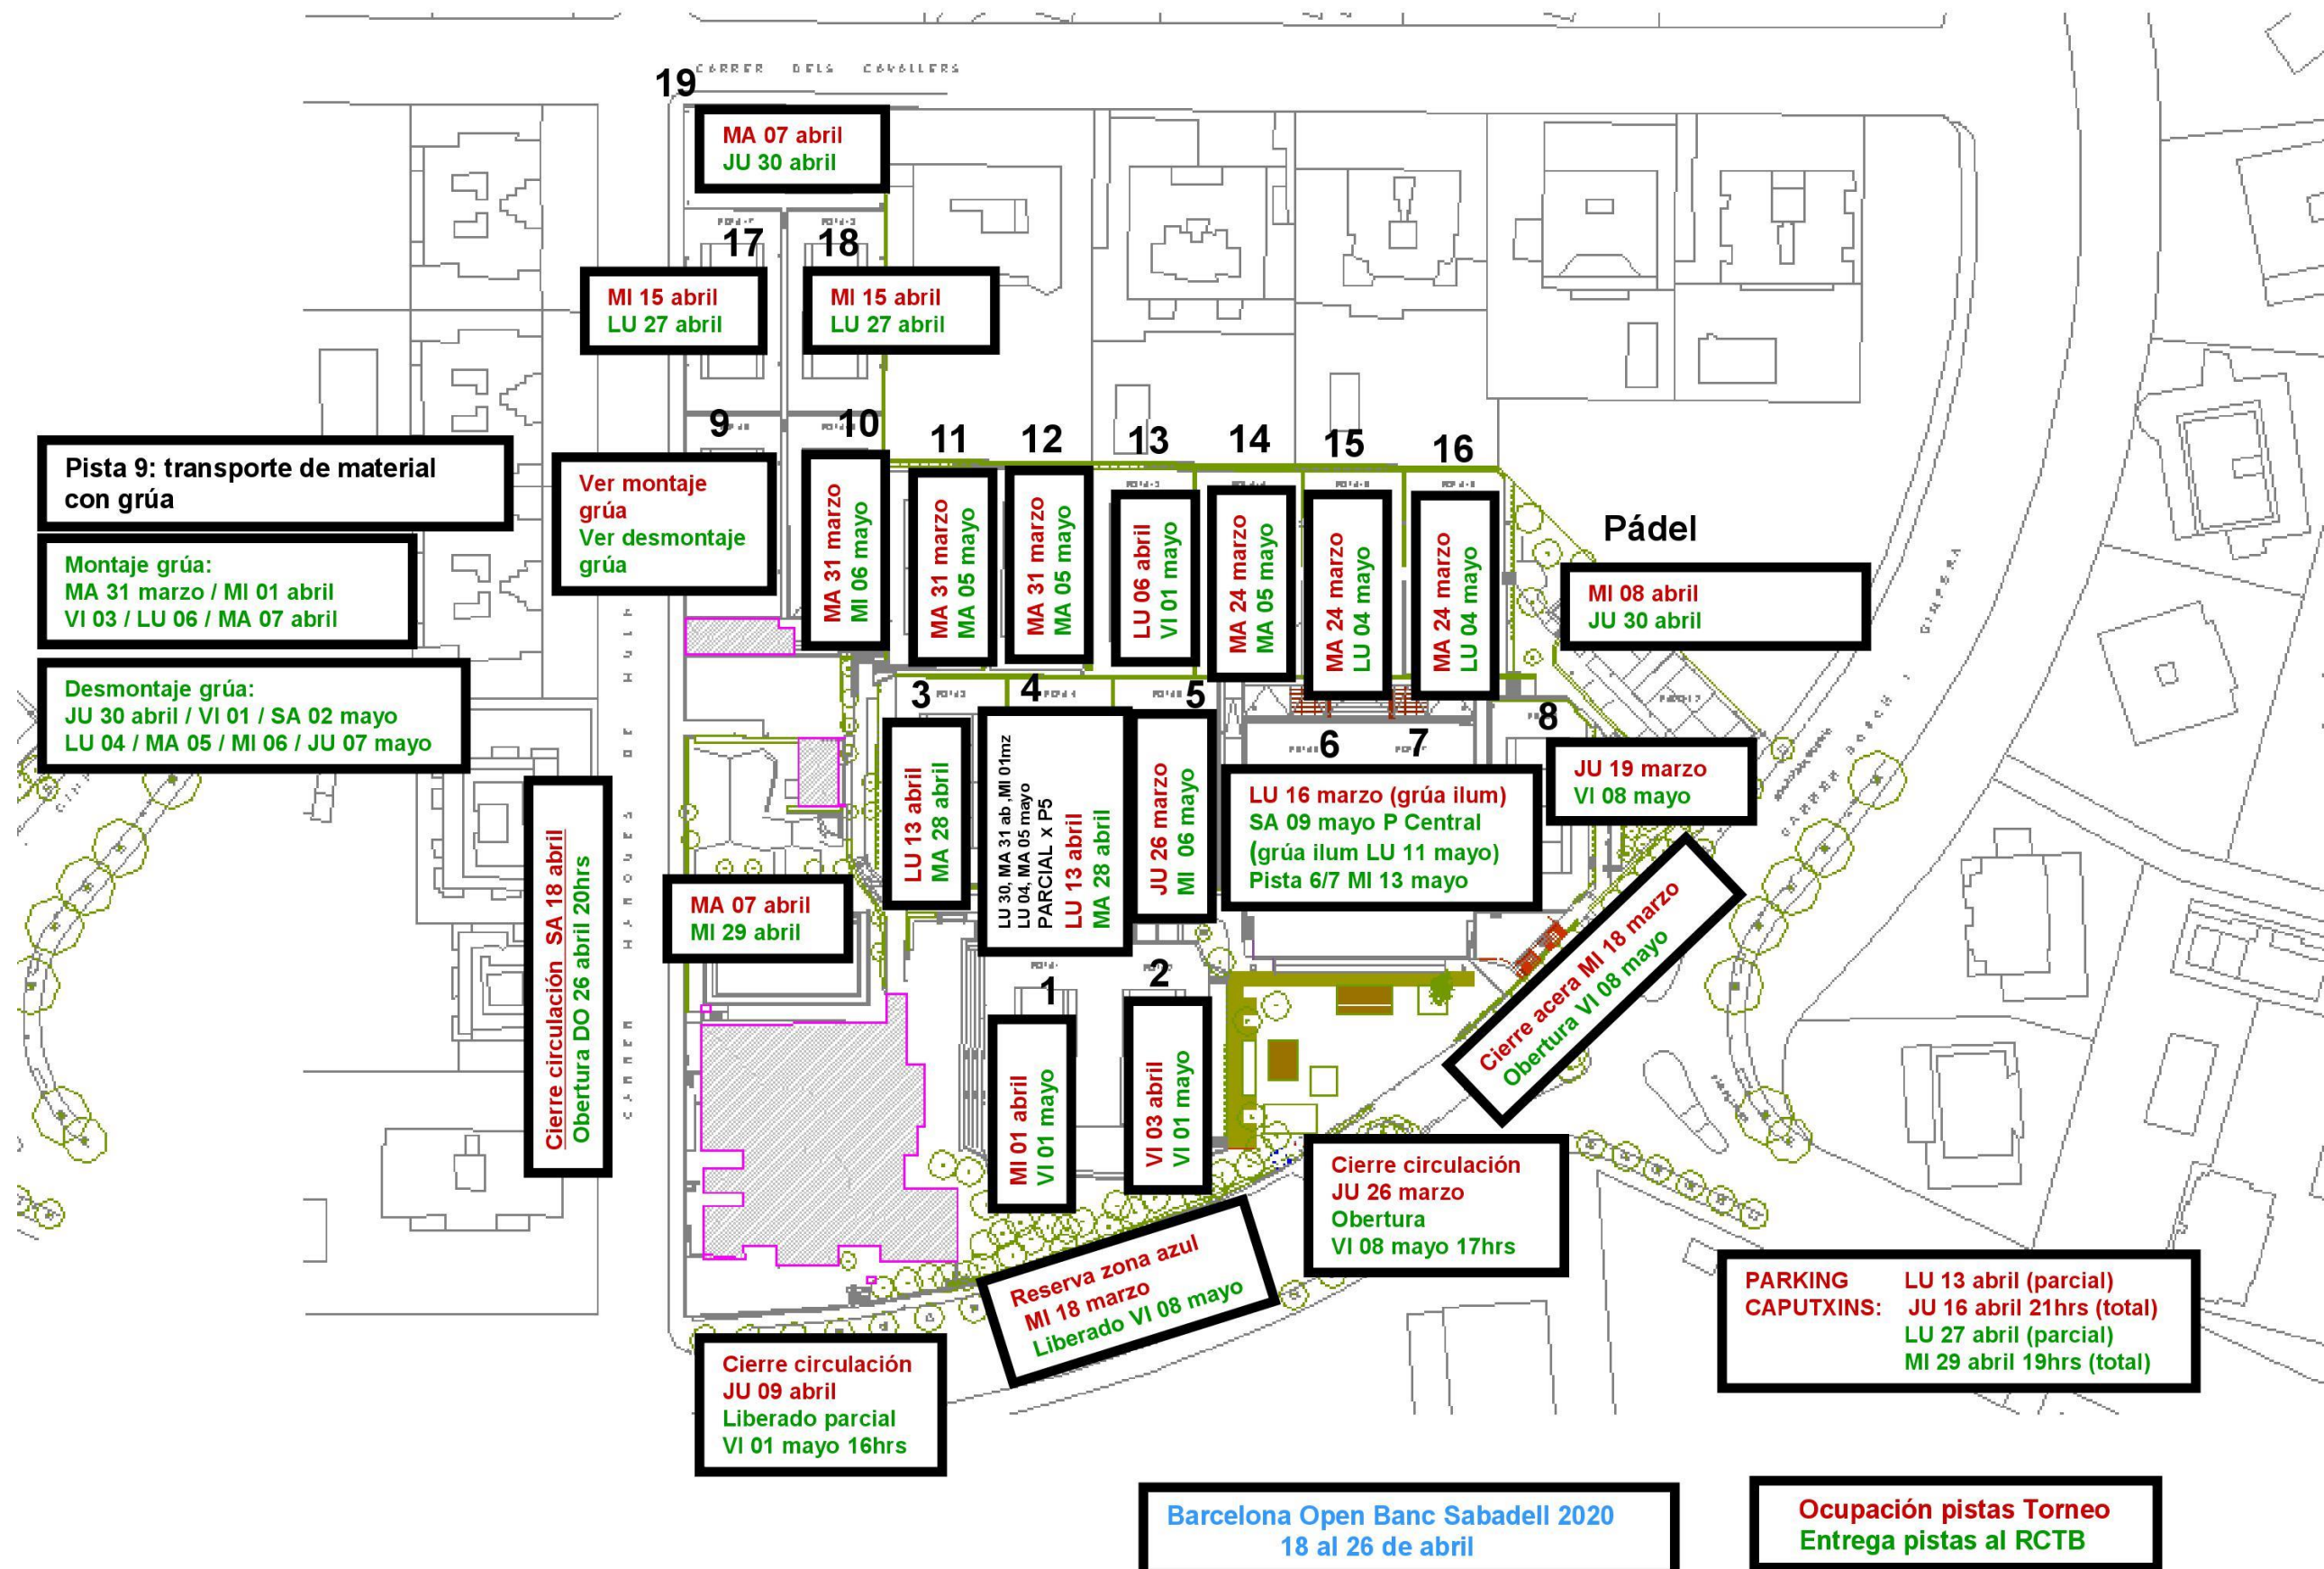 CARRER DELS CAVALLERS
19
MA 07 abril
JU 30 abril
17
18
MI 15 abril
LU 27 abril
MI 15 abril
LU 27 abril
9
10
11
12
13
14
15
16
Pista 9: transporte de material
con grúa
Montaje grúa:
MA 31 marzo / MI 01 abril
VI 03 / LU 06 / MA 07 abril
Desmontaje grúa:
JU 30 abril / VI 01 / SA 02 mayo
LU 04 / MA 05 / MI 06 / JU 07 mayo
Ver montaje
grúa
Ver desmontaje
grúa
MA 31 marzo
MI 06 mayo
MA 31 marzo
MA 05 mayo
MA 31 marzo
MA 05 mayo
LU 06 abril
VI 01 mayo
MA 24 marzo
MA 05 mayo
MA 24 marzo
LU 04 mayo
MA 24 marzo
LU 04 mayo
Pádel
MI 08 abril
JU 30 abril
3
4
5
6
7
8
LU 13 abril
MA 28 abril
LU 30, MA 31 ab ,MI 01mz
LU 04, MA 05 mayo
PARCIAL x P5
LU 13 abril
MA 28 abril
JU 26 marzo
MI 06 mayo
LU 16 marzo (grúa ilum)
SA 09 mayo P Central
(grúa ilum LU 11 mayo)
Pista 6/7 MI 13 mayo
JU 19 marzo
VI 08 mayo
Cierre circulación SA 18 abril
Obertura DO 26 abril 20hrs
MA 07 abril
MI 29 abril
1
2
MI 01 abril
VI 01 mayo
VI 03 abril
VI 01 mayo
Cierre acera MI 18 marzo
Obertura VI 08 mayo
Cierre circulación
JU 26 marzo
Obertura
VI 08 mayo 17hrs
Reserva zona azul
MI 18 marzo
Liberado VI 08 mayo
Cierre circulación
JU 09 abril
Liberado parcial
VI 01 mayo 16hrs
PARKING LU 13 abril (parcial)
CAPUTXINS: JU 16 abril 21hrs (total)
LU 27 abril (parcial)
MI 29 abril 19hrs (total)
Barcelona Open Banc Sabadell 2020
18 al 26 de abril
Ocupación pistas Torneo
Entrega pistas al RCTB